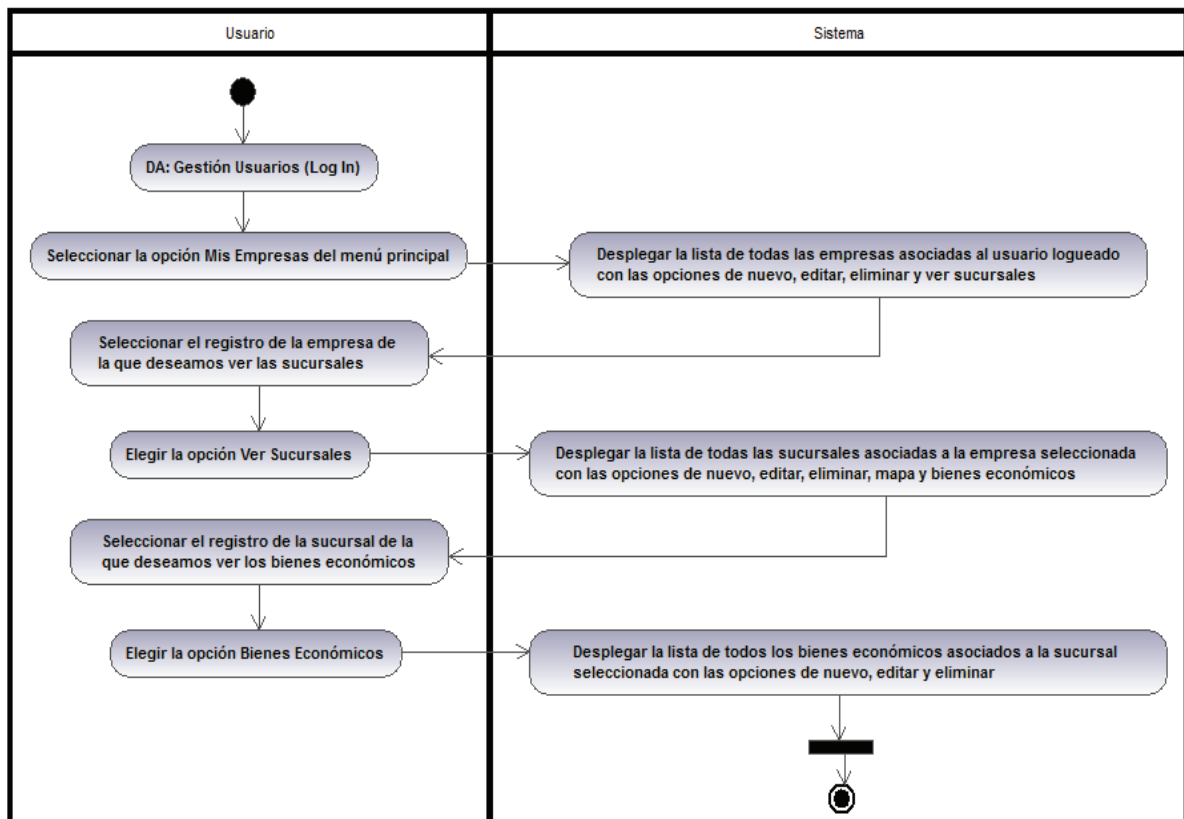 Usuario
Sistema
DA: Gestión Usuarios (Log In)
Seleccionar la opción Mis Empresas del menú principal
Desplegar la lista de todas las empresas asociadas al usuario logueado
con las opciones de nuevo, editar, eliminar y ver sucursales
Seleccionar el registro de la empresa de
la que deseamos ver las sucursales
Elegir la opción Ver Sucursales
Desplegar la lista de todas las sucursales asociadas a la empresa seleccionada
con las opciones de nuevo, editar, eliminar, mapa y bienes económicos
Seleccionar el registro de la sucursal de la
que deseamos ver los bienes económicos
Elegir la opción Bienes Económicos
Desplegar la lista de todos los bienes económicos asociados a la sucursal
seleccionada con las opciones de nuevo, editar y eliminar